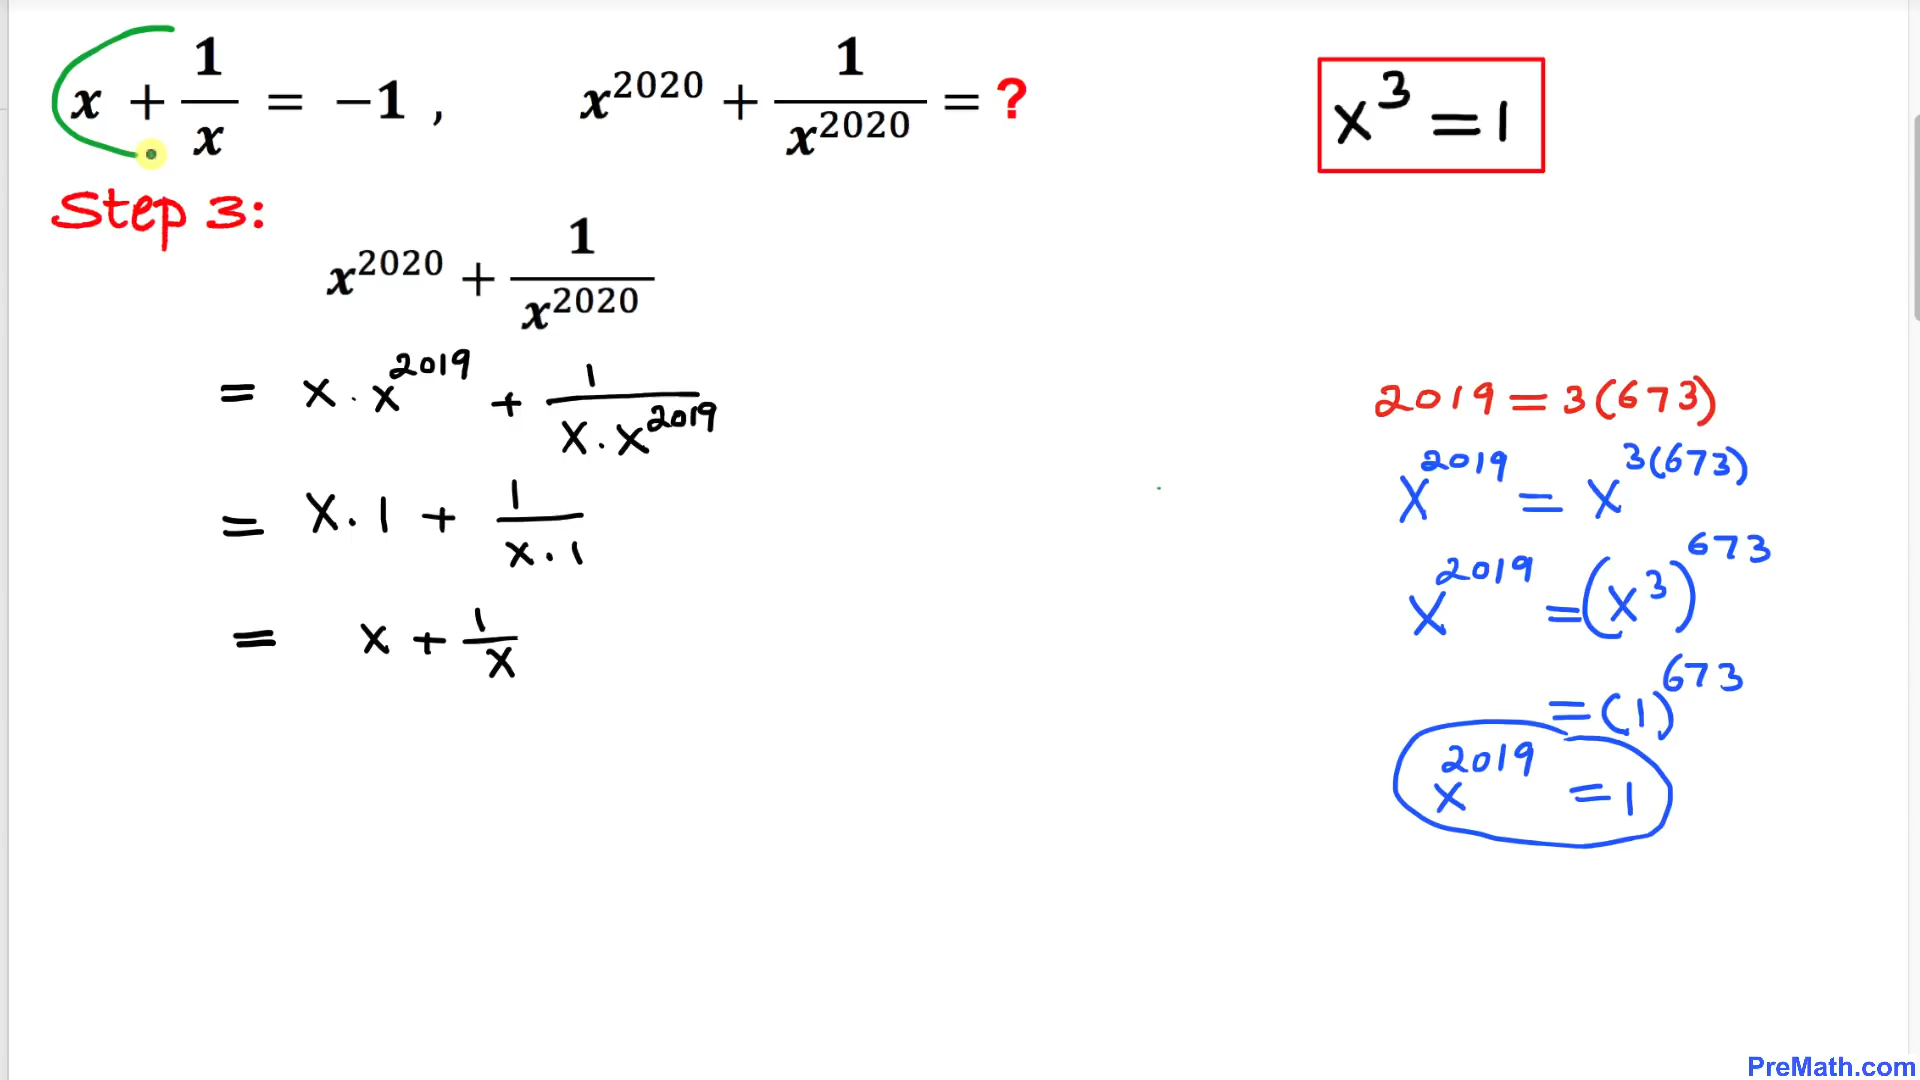 x + 1/x = −1 , x^2020 + 1/x^2020 = ?
x^3 = 1
Step 3:
x^2020 + 1/x^2020
= x · x^2019 + 1/(x · x^2019)
= x · 1 + 1/(x · 1)
= x + 1/x
2019 = 3(673)
x^2019 = x^3(673)
x^2019 = (x^3)^673
= (1)^673
x^2019 = 1
PreMath.com